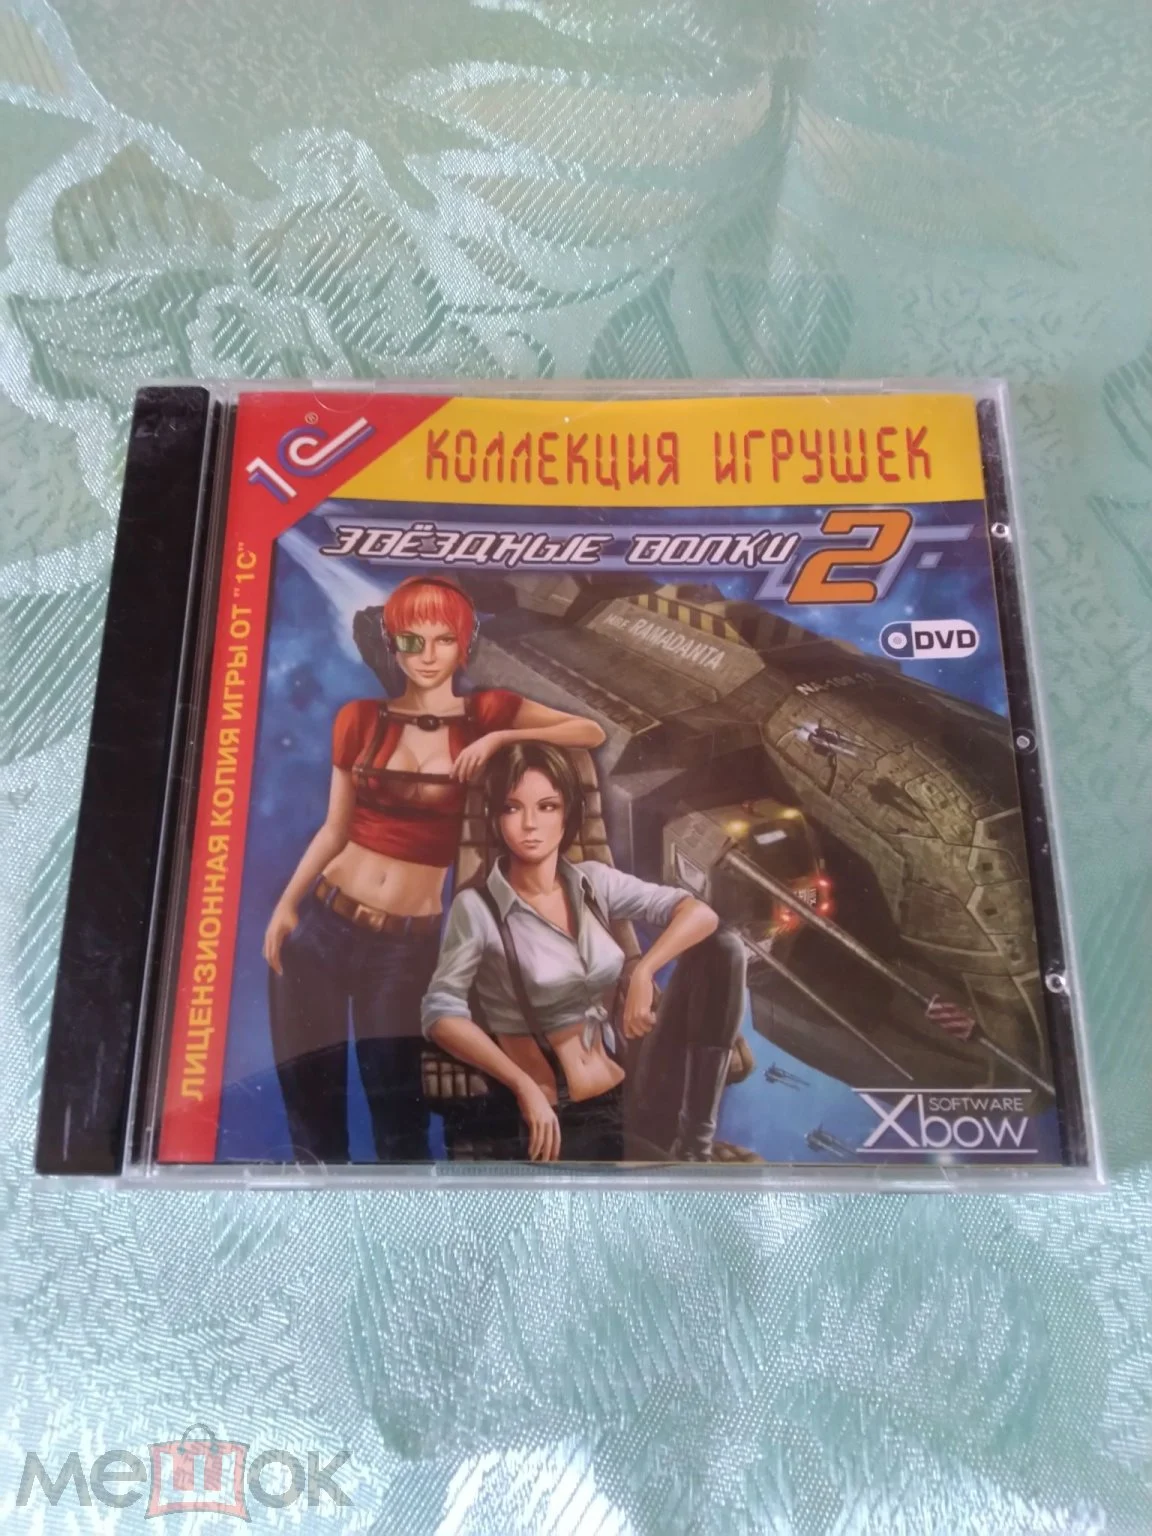 1С®
КОЛЛЕКЦИЯ ИГРУШЕК
ЗВЁЗДНЫЕ ВОЛКИ 2
DVD
ЛИЦЕНЗИОННАЯ КОПИЯ ИГРЫ ОТ "1С"
RAMADANTA
Xbow
SOFTWARE
мешок